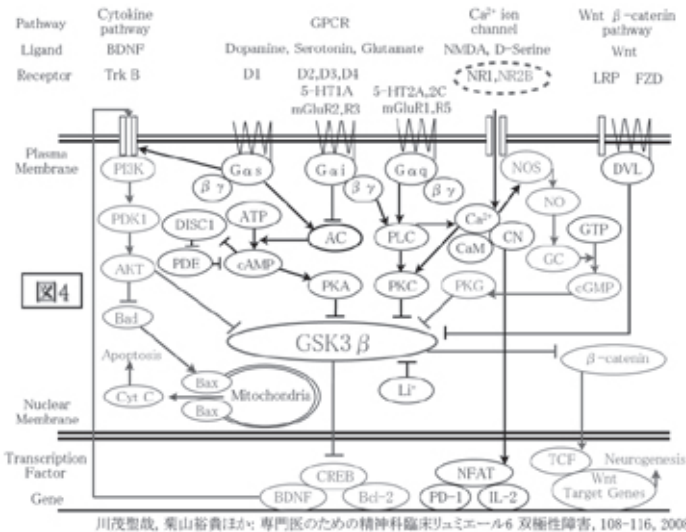 Pathway Cytokine pathway GPCR Ca²⁺ ion channel Wnt β-catenin pathway
Ligand BDNF Dopamine, Serotonin, Glutamate NMDA, D-Serine Wnt
Receptor Trk B D1 D2,D3,D4 NR1,NR2B LRP FZD
5-HT1A 5-HT2A,2C
mGluR2,R3 mGluR1,R5
Plasma Membrane
PI3K Gαs Gαi Gαq NOS DVL
βγ βγ βγ
PDK1 DISC1 ATP Ca²⁺ NO
AC PLC CaM CN GTP
AKT PDE cAMP GC
PKA PKC PKG cGMP
図4
Bad GSK3β
Apoptosis β-catenin
Bax Mitochondria Li⁺
Cyt C
Bax
Nuclear Membrane
Transcription Factor CREB NFAT TCF Neurogenesis
Gene BDNF Bcl-2 PD-1 IL-2 Wnt Target Genes
川茂聖哉, 菊山裕貴ほか: 専門医のための精神科臨床リュミエール6 双極性障害, 108-116, 200